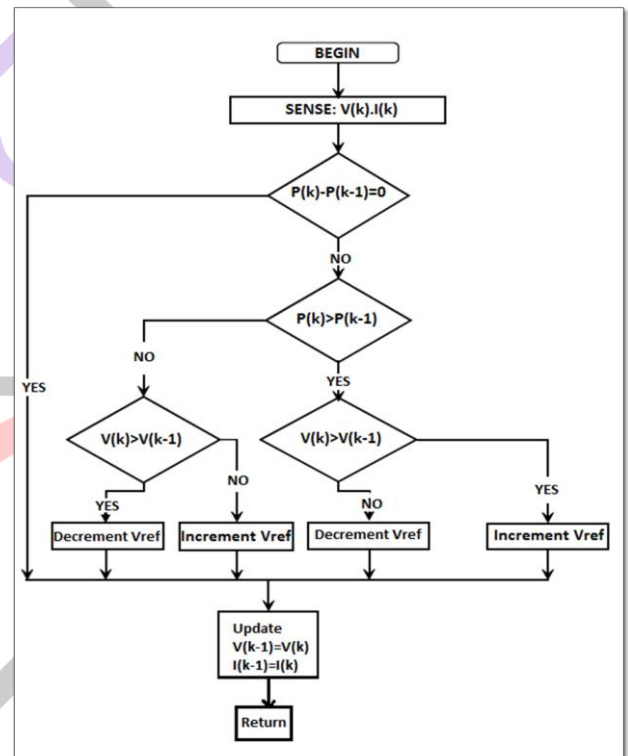 BEGIN
SENSE: V(k).I(k)
P(k)-P(k-1)=0
NO
P(k)>P(k-1)
NO
YES
YES
V(k)>V(k-1)
V(k)>V(k-1)
NO
YES
NO
YES
Decrement Vref
Increment Vref
Decrement Vref
Increment Vref
Update
V(k-1)=V(k)
I(k-1)=I(k)
Return